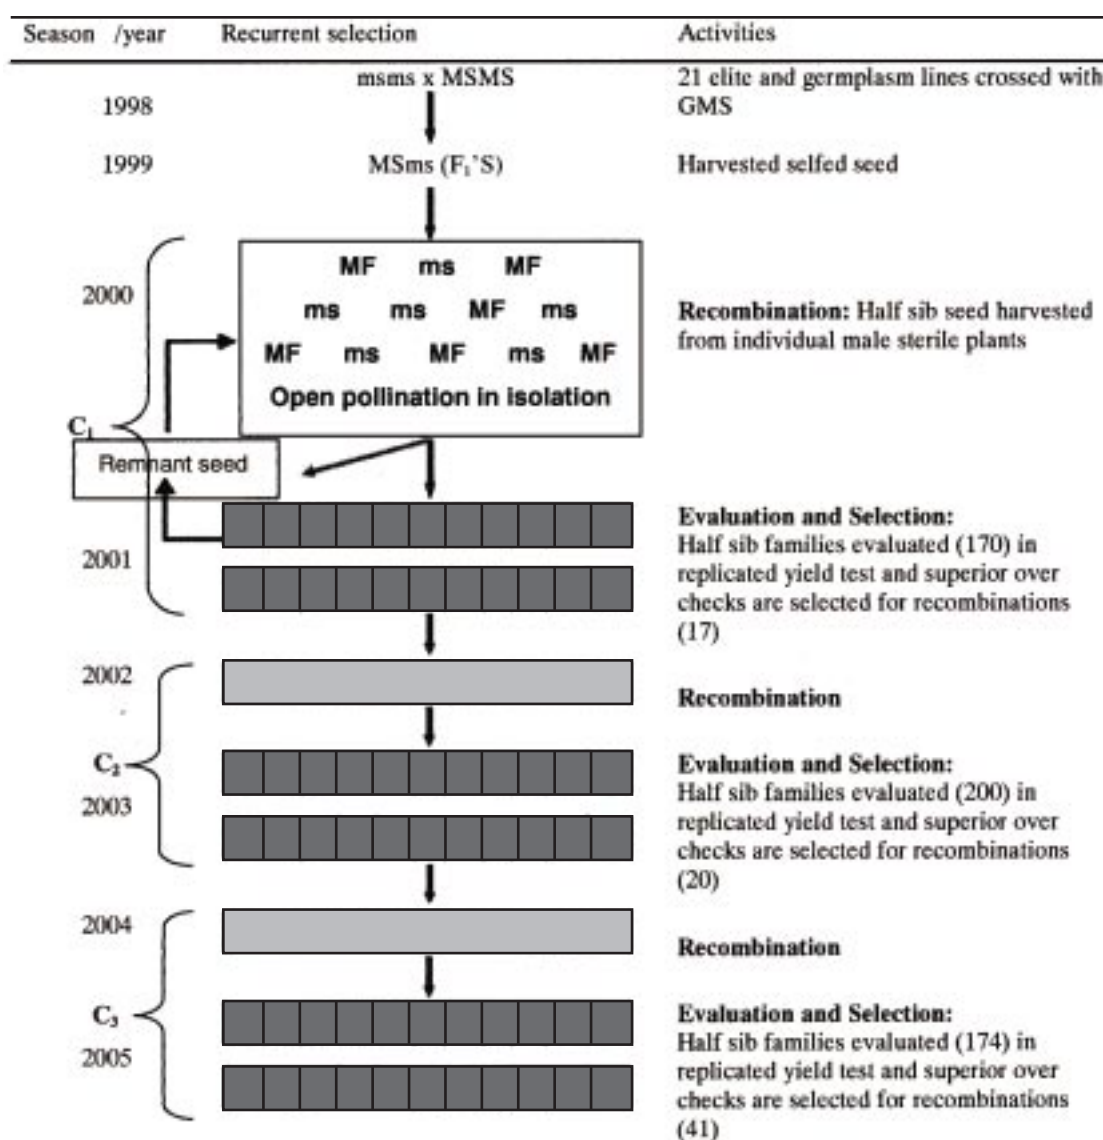 Season /year Recurrent selection Activities
msms x MSMS
21 elite and germplasm lines crossed with
GMS
1998
1999
MSms (F₁'S)
Harvested selfed seed
2000
MF ms MF
ms ms MF ms
MF ms MF ms MF
Open pollination in isolation
Recombination: Half sib seed harvested
from individual male sterile plants
C₁
Remnant seed
2001
Evaluation and Selection:
Half sib families evaluated (170) in
replicated yield test and superior over
checks are selected for recombinations
(17)
2002
Recombination
C₂
2003
Evaluation and Selection:
Half sib families evaluated (200) in
replicated yield test and superior over
checks are selected for recombinations
(20)
2004
Recombination
C₃
2005
Evaluation and Selection:
Half sib families evaluated (174) in
replicated yield test and superior over
checks are selected for recombinations
(41)